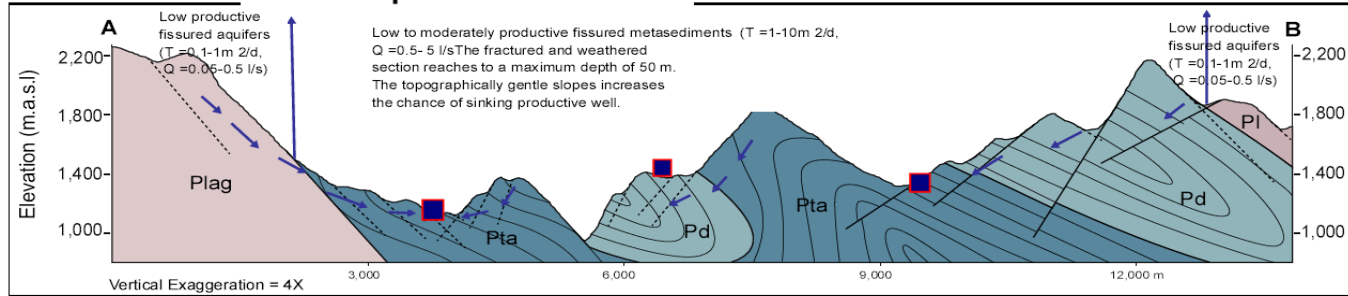 A
Low productive
fissured aquifers
(T =0.1-1m 2/d,
Q =0.05-0.5 l/s)
Low to moderately productive fissured metasediments (T =1-10m 2/d,
Q =0.5- 5 l/sThe fractured and weathered
section reaches to a maximum depth of 50 m.
The topographically gentle slopes increases
the chance of sinking productive well.
Low productive
fissured aquifers
(T =0.1-1m 2/d,
Q =0.05-0.5 l/s)
B
Elevation (m.a.s.l)
2,200
1,800
1,400
1,000
2,200
1,800
1,400
1,000
Plag
Pta
Pd
Pta
Pd
Pl
3,000
6,000
9,000
12,000 m
Vertical Exaggeration = 4X